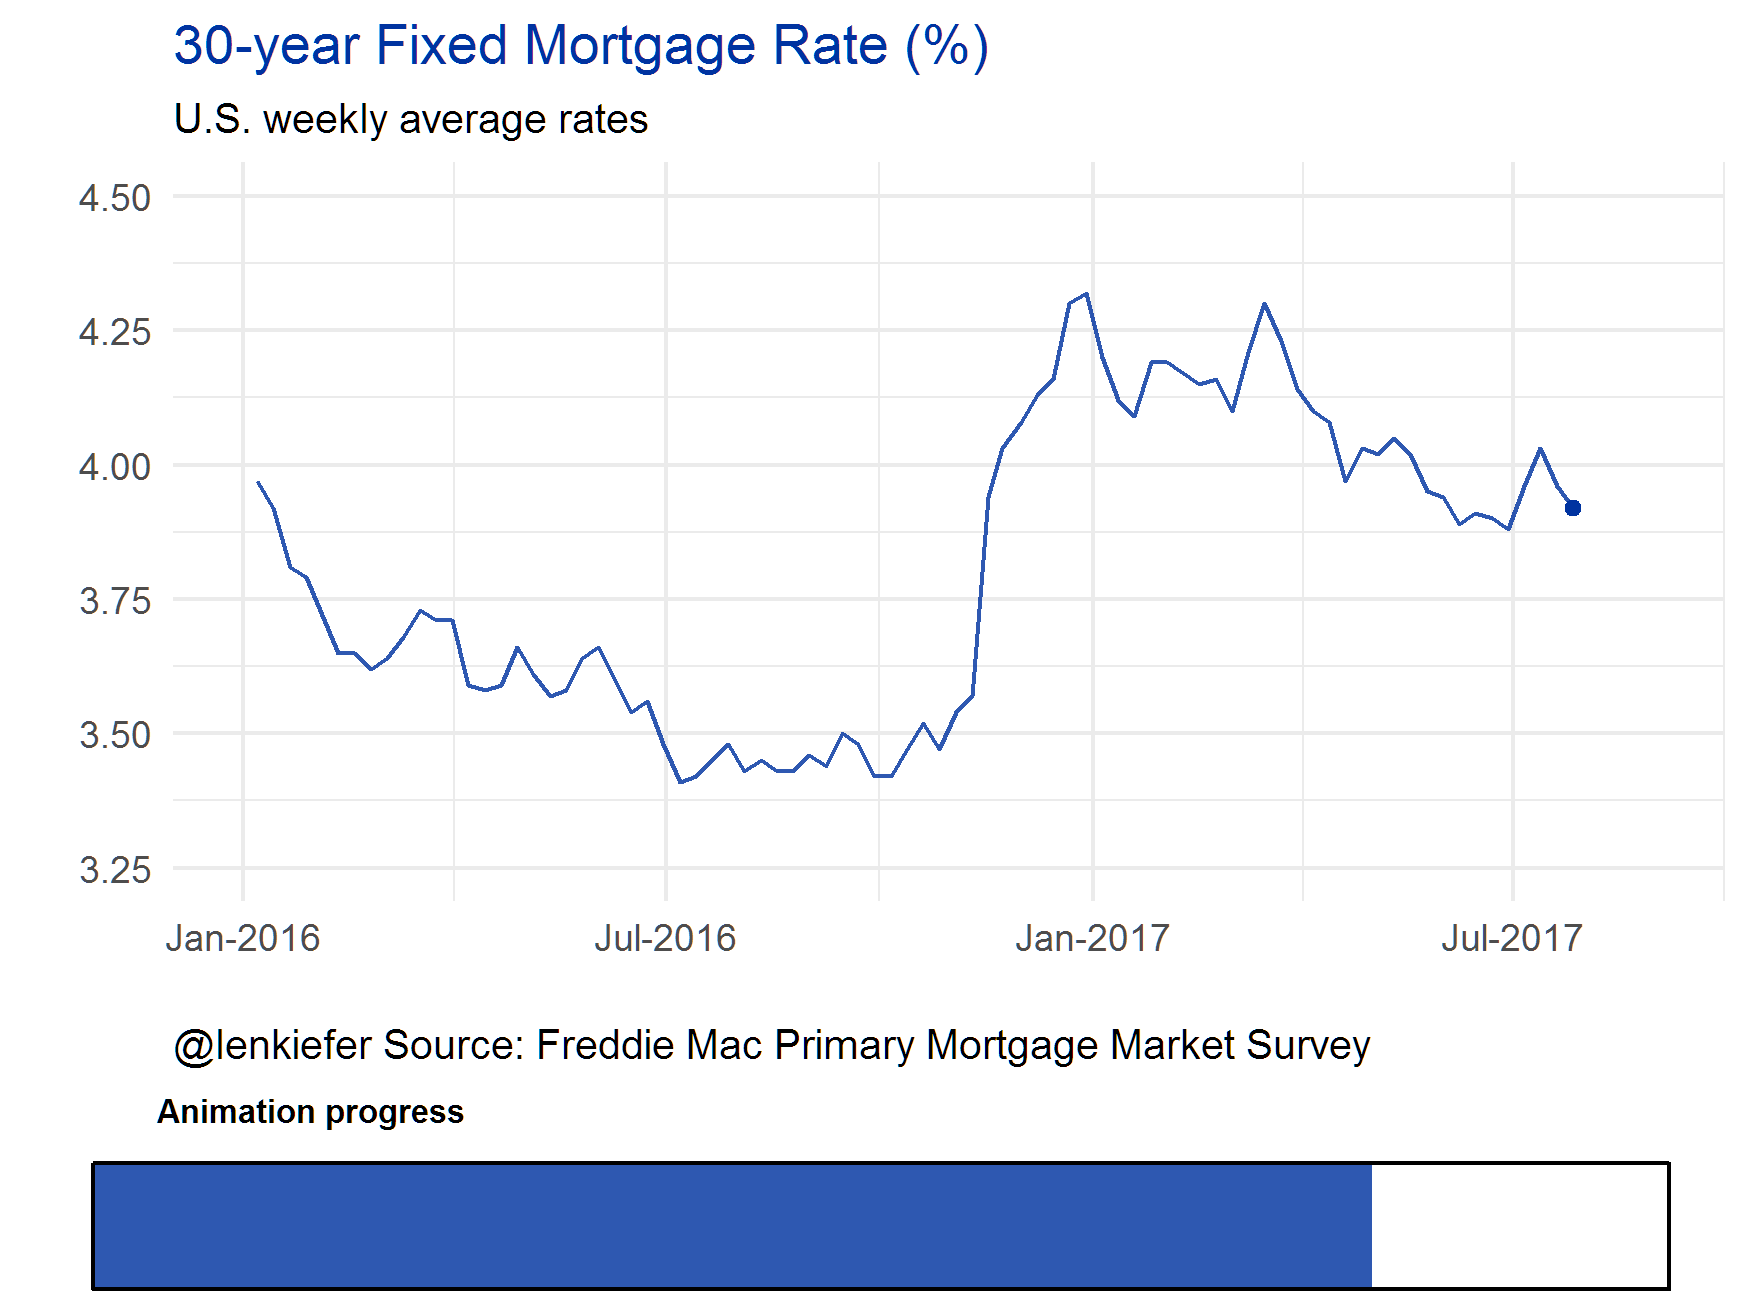 30-year Fixed Mortgage Rate (%)
U.S. weekly average rates
4.50
4.25
4.00
3.75
3.50
3.25
Jan-2016 Jul-2016 Jan-2017 Jul-2017
@lenkiefer Source: Freddie Mac Primary Mortgage Market Survey
Animation progress